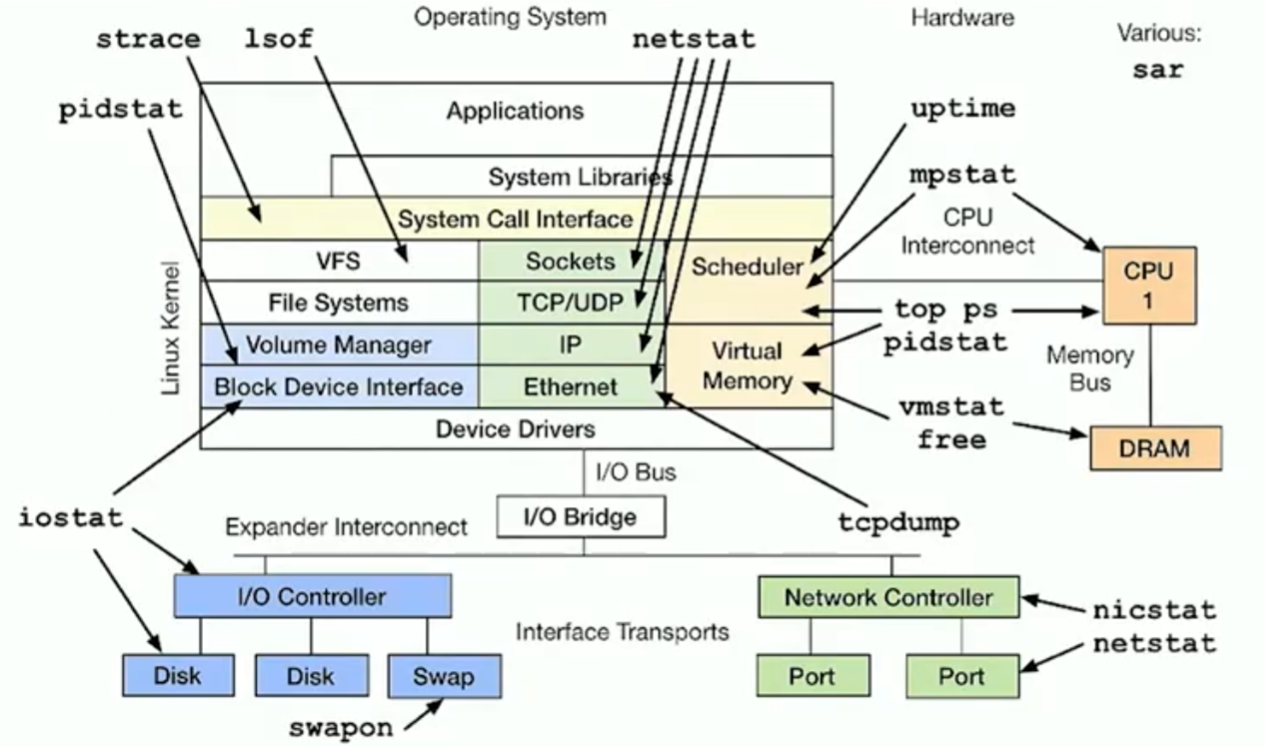 Operating System
Hardware
Various:
sar
strace
lsof
netstat
pidstat
Applications
uptime
System Libraries
mpstat
System Call Interface
CPU
Interconnect
Linux Kernel
VFS
Sockets
Scheduler
CPU
1
File Systems
TCP/UDP
top ps
pidstat
Volume Manager
IP
Virtual
Memory
Memory
Bus
Block Device Interface
Ethernet
vmstat
free
Device Drivers
DRAM
I/O Bus
iostat
Expander Interconnect
I/O Bridge
tcpdump
I/O Controller
Network Controller
nicstat
netstat
Interface Transports
Disk
Disk
Swap
Port
Port
swapon